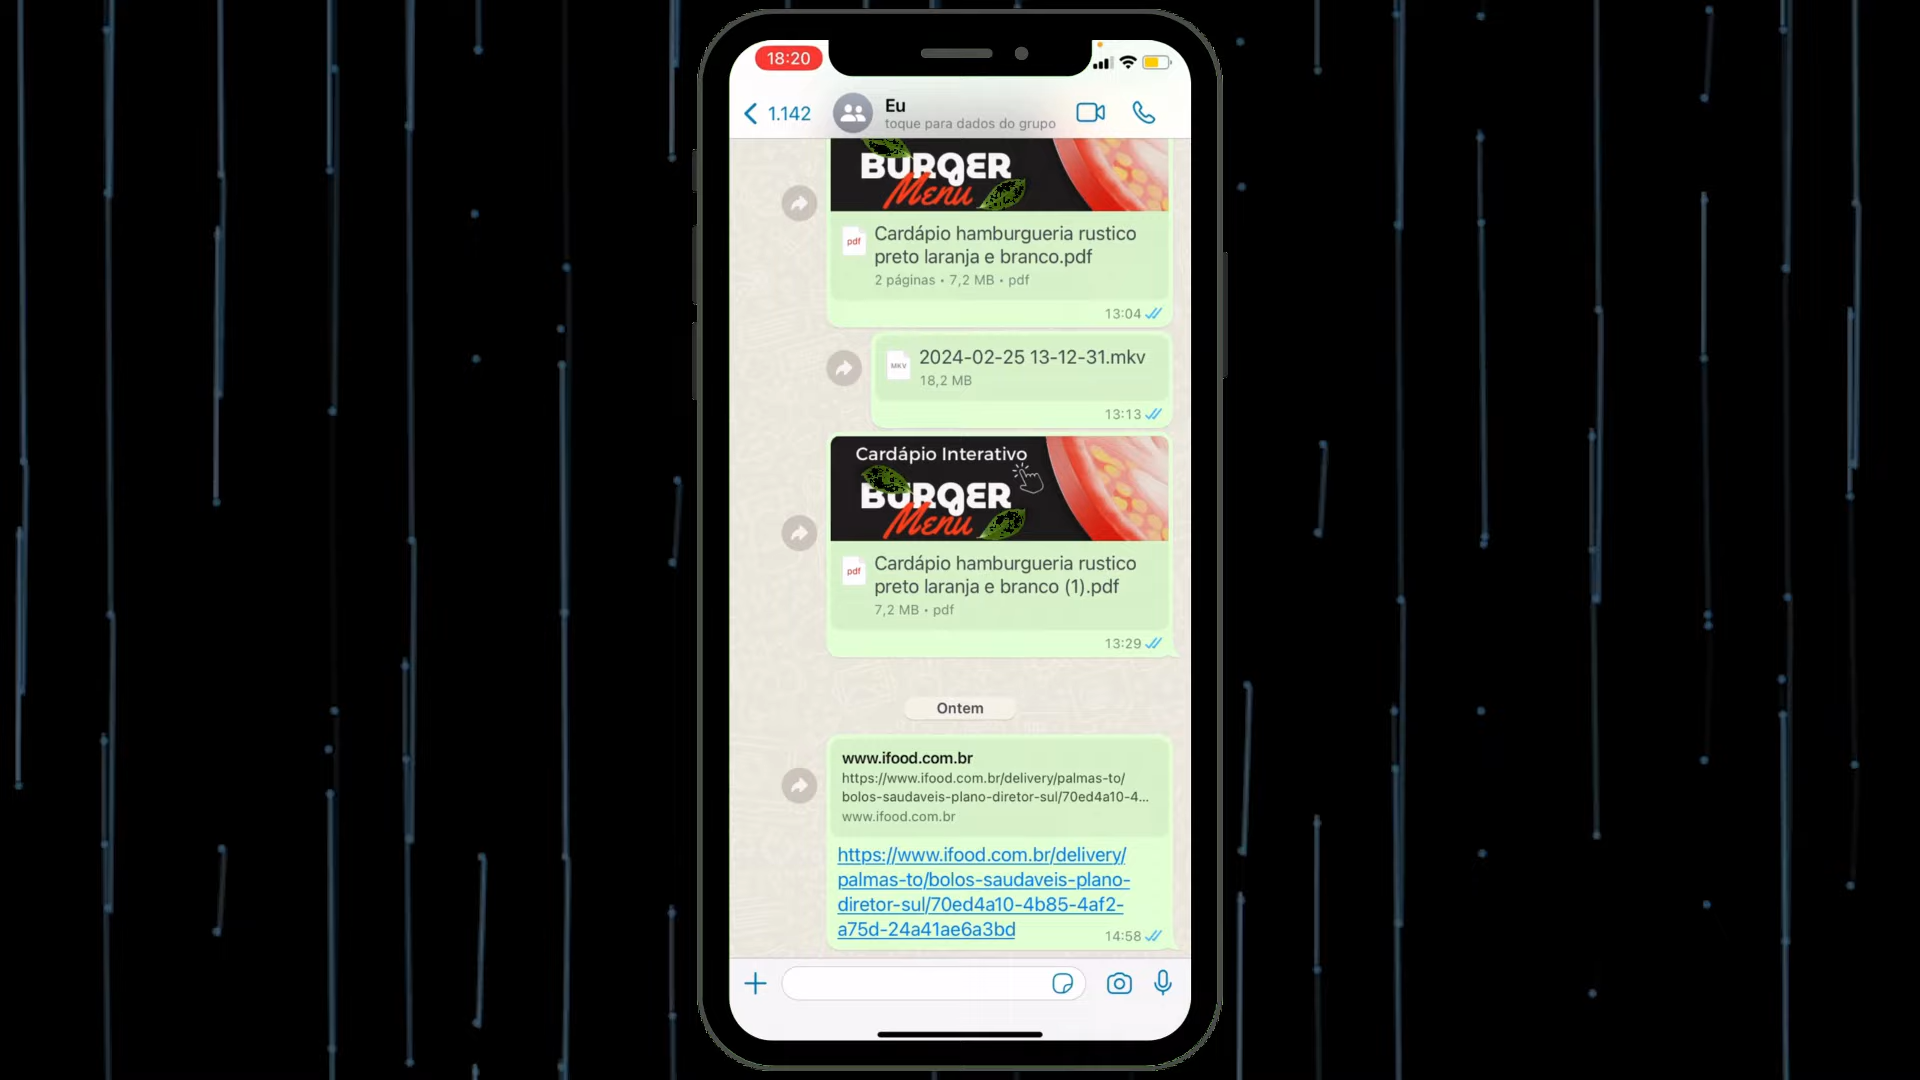 18:20
1.142
Eu
toque para dados do grupo
BURGER
Menu
pdf
Cardápio hamburgueria rustico
preto laranja e branco.pdf
2 páginas • 7,2 MB • pdf
13:04
MKV
2024-02-25 13-12-31.mkv
18,2 MB
13:13
Cardápio Interativo
BURGER
Menu
pdf
Cardápio hamburgueria rustico
preto laranja e branco (1).pdf
7,2 MB • pdf
13:29
Ontem
www.ifood.com.br
https://www.ifood.com.br/delivery/palmas-to/
bolos-saudaveis-plano-diretor-sul/70ed4a10-4...
www.ifood.com.br
https://www.ifood.com.br/delivery/
palmas-to/bolos-saudaveis-plano-
diretor-sul/70ed4a10-4b85-4af2-
a75d-24a41ae6a3bd
14:58